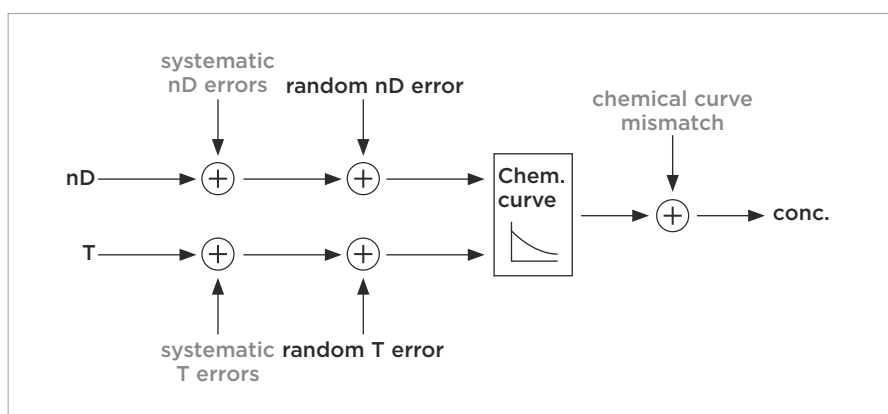 systematic
nD errors
random nD error
chemical curve
mismatch
nD
Chem.
curve
conc.
T
systematic
T errors
random T error